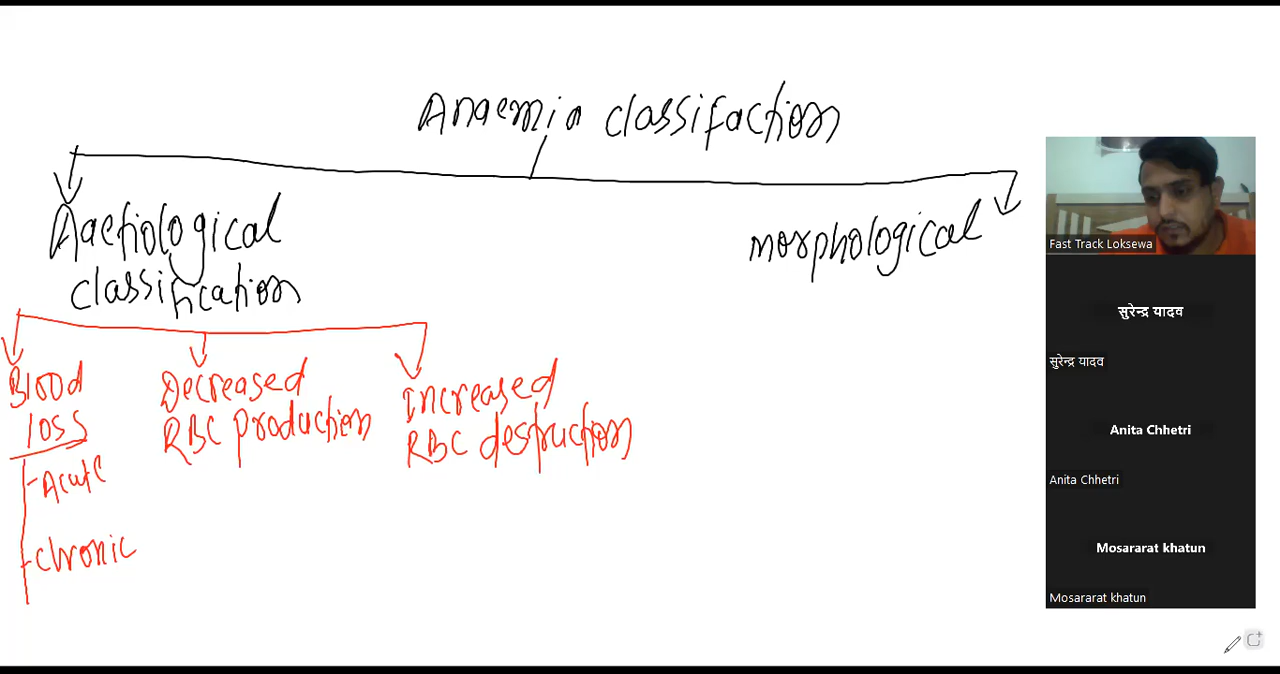 Anaemia classifaction
Aaetiological
classification
morphological
Blood
loss
Decreased
RBC production
Increased
RBC destruction
Acute
chronic
Fast Track Loksewa
सुरेन्द्र यादव
सुरेन्द्र यादव
Anita Chhetri
Anita Chhetri
Mosararat khatun
Mosararat khatun